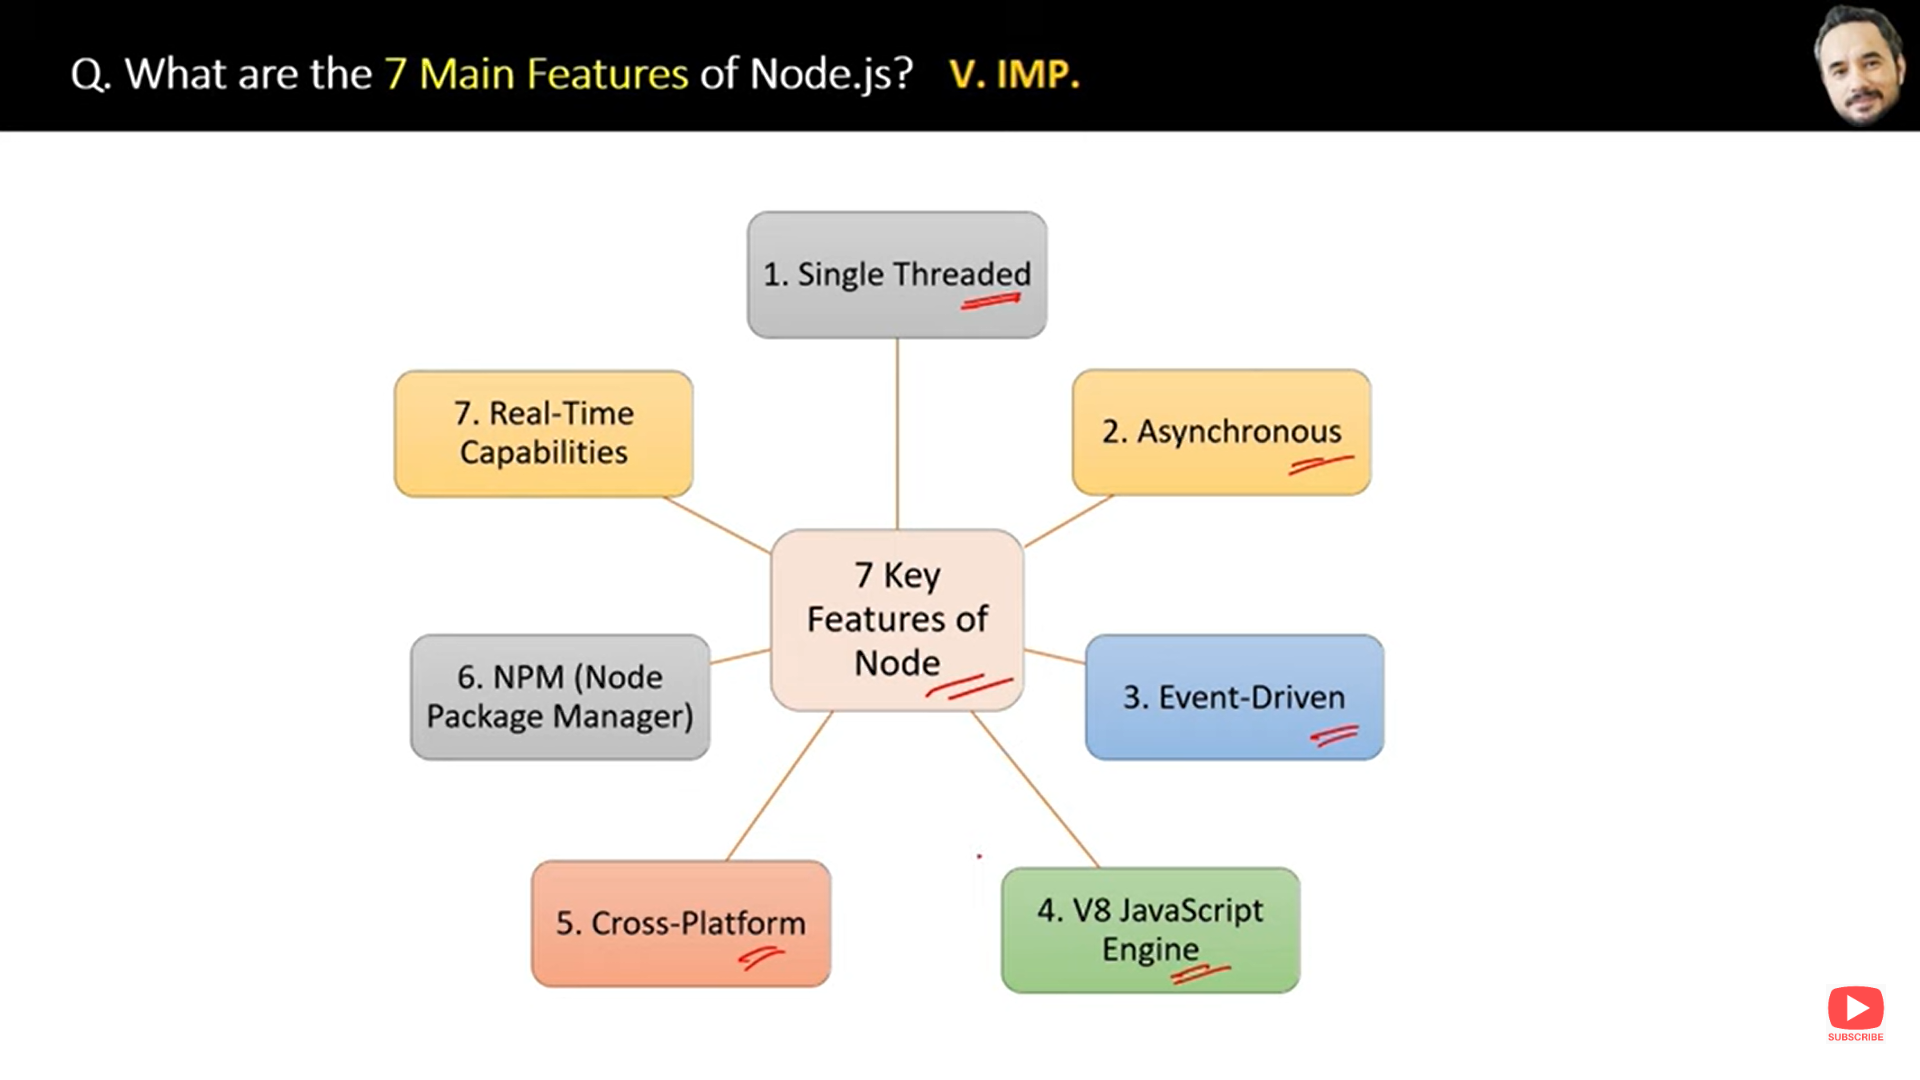 Q. What are the 7 Main Features of Node.js? V. IMP.
1. Single Threaded
7. Real-Time
Capabilities
2. Asynchronous
7 Key
Features of
Node
6. NPM (Node
Package Manager)
3. Event-Driven
5. Cross-Platform
4. V8 JavaScript
Engine
SUBSCRIBE